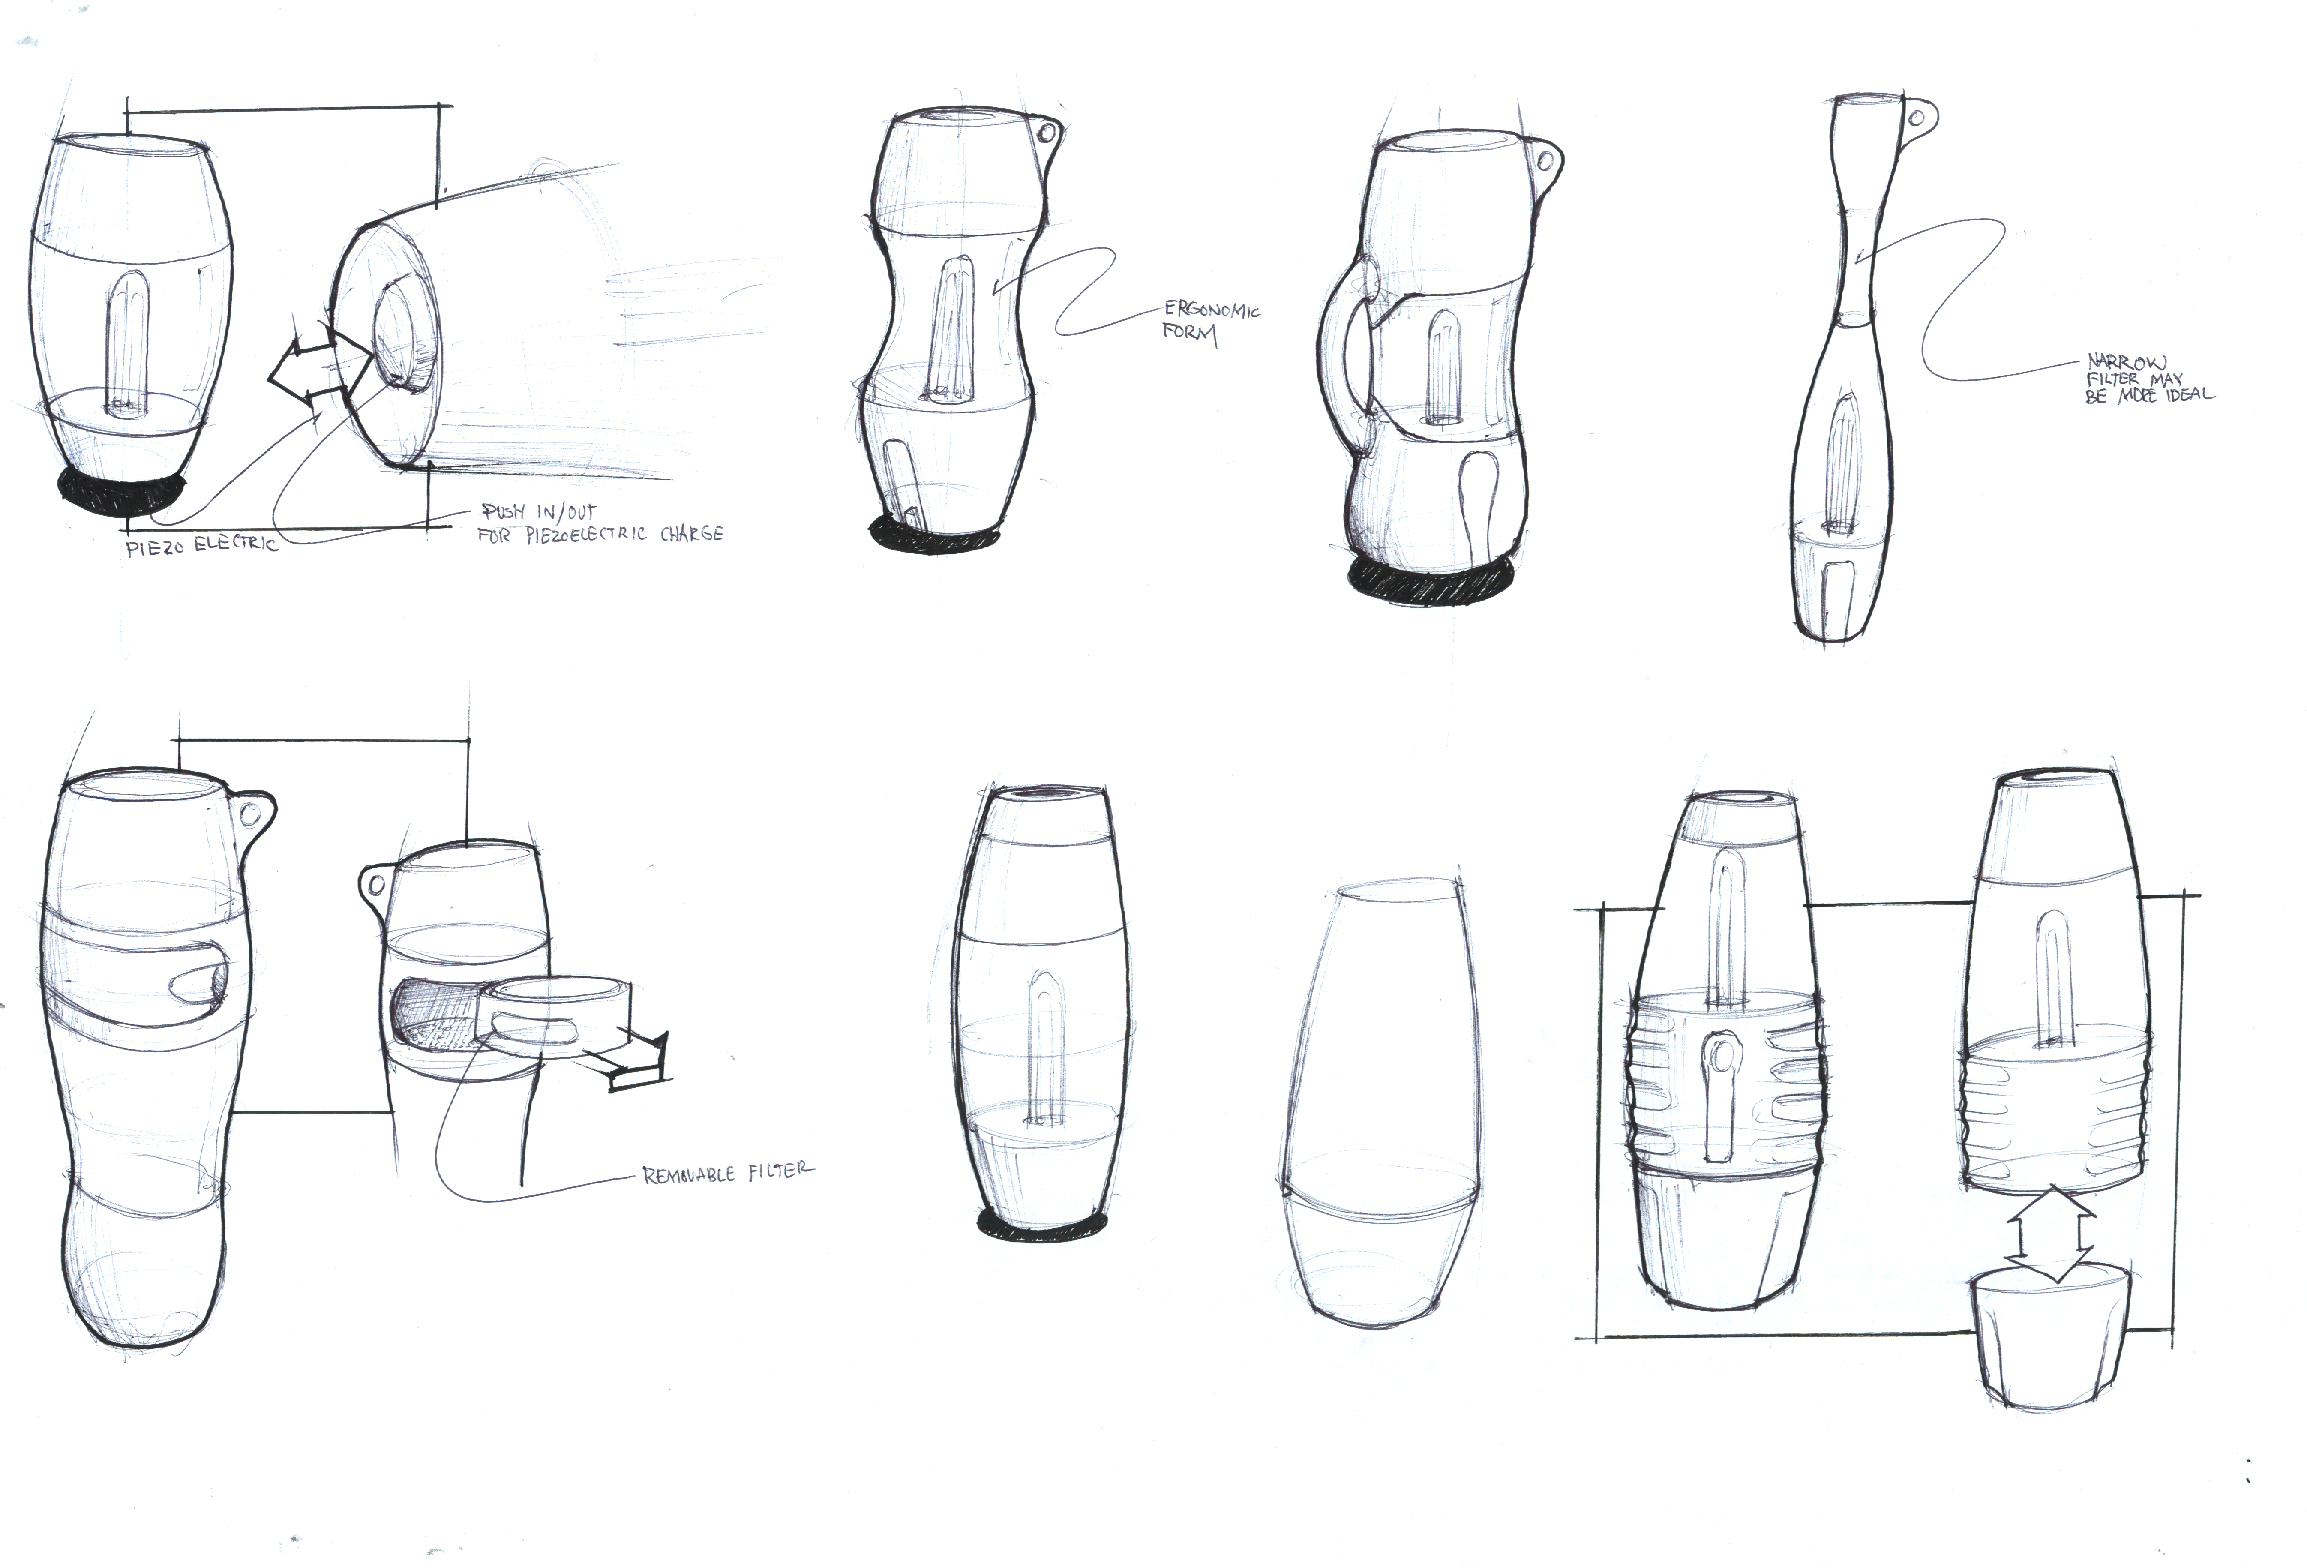 PIEZO ELECTRIC
PUSH IN/OUT
FOR PIEZOELECTRIC CHARGE
ERGONOMIC
FORM
NARROW
FILTER MAY
BE MORE IDEAL
REMOVABLE FILTER